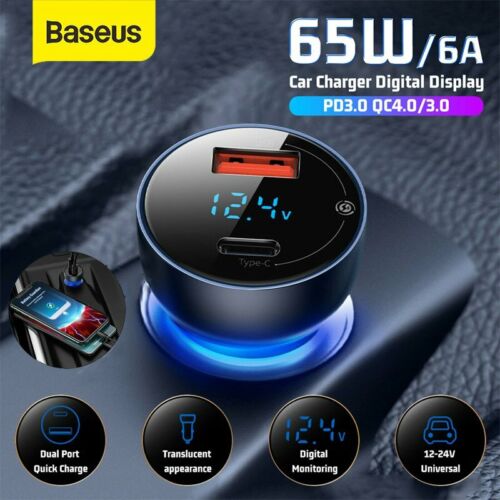 Baseus
65W/6A
Car Charger Digital Display
PD3.0 QC4.0/3.0
12.4v
Type-C
Dual Port
Quick Charge
Translucent
appearance
12.4v
Digital
Monitoring
12-24V
Universal